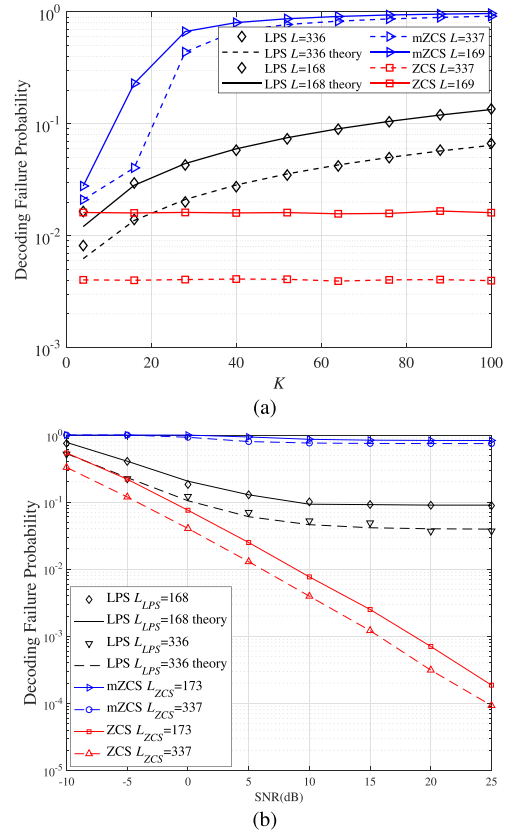 10^0
10^-1
10^-2
10^-3
Decoding Failure Probability
LPS L=336
LPS L=336 theory
LPS L=168
LPS L=168 theory
mZCS L=337
mZCS L=169
ZCS L=337
ZCS L=169
0 20 40 60 80 100
K
(a)
10^0
10^-1
10^-2
10^-3
10^-4
10^-5
Decoding Failure Probability
LPS L_LPS=168
LPS L_LPS=168 theory
LPS L_LPS=336
LPS L_LPS=336 theory
mZCS L_ZCS=173
mZCS L_ZCS=337
ZCS L_ZCS=173
ZCS L_ZCS=337
-10 -5 0 5 10 15 20 25
SNR(dB)
(b)